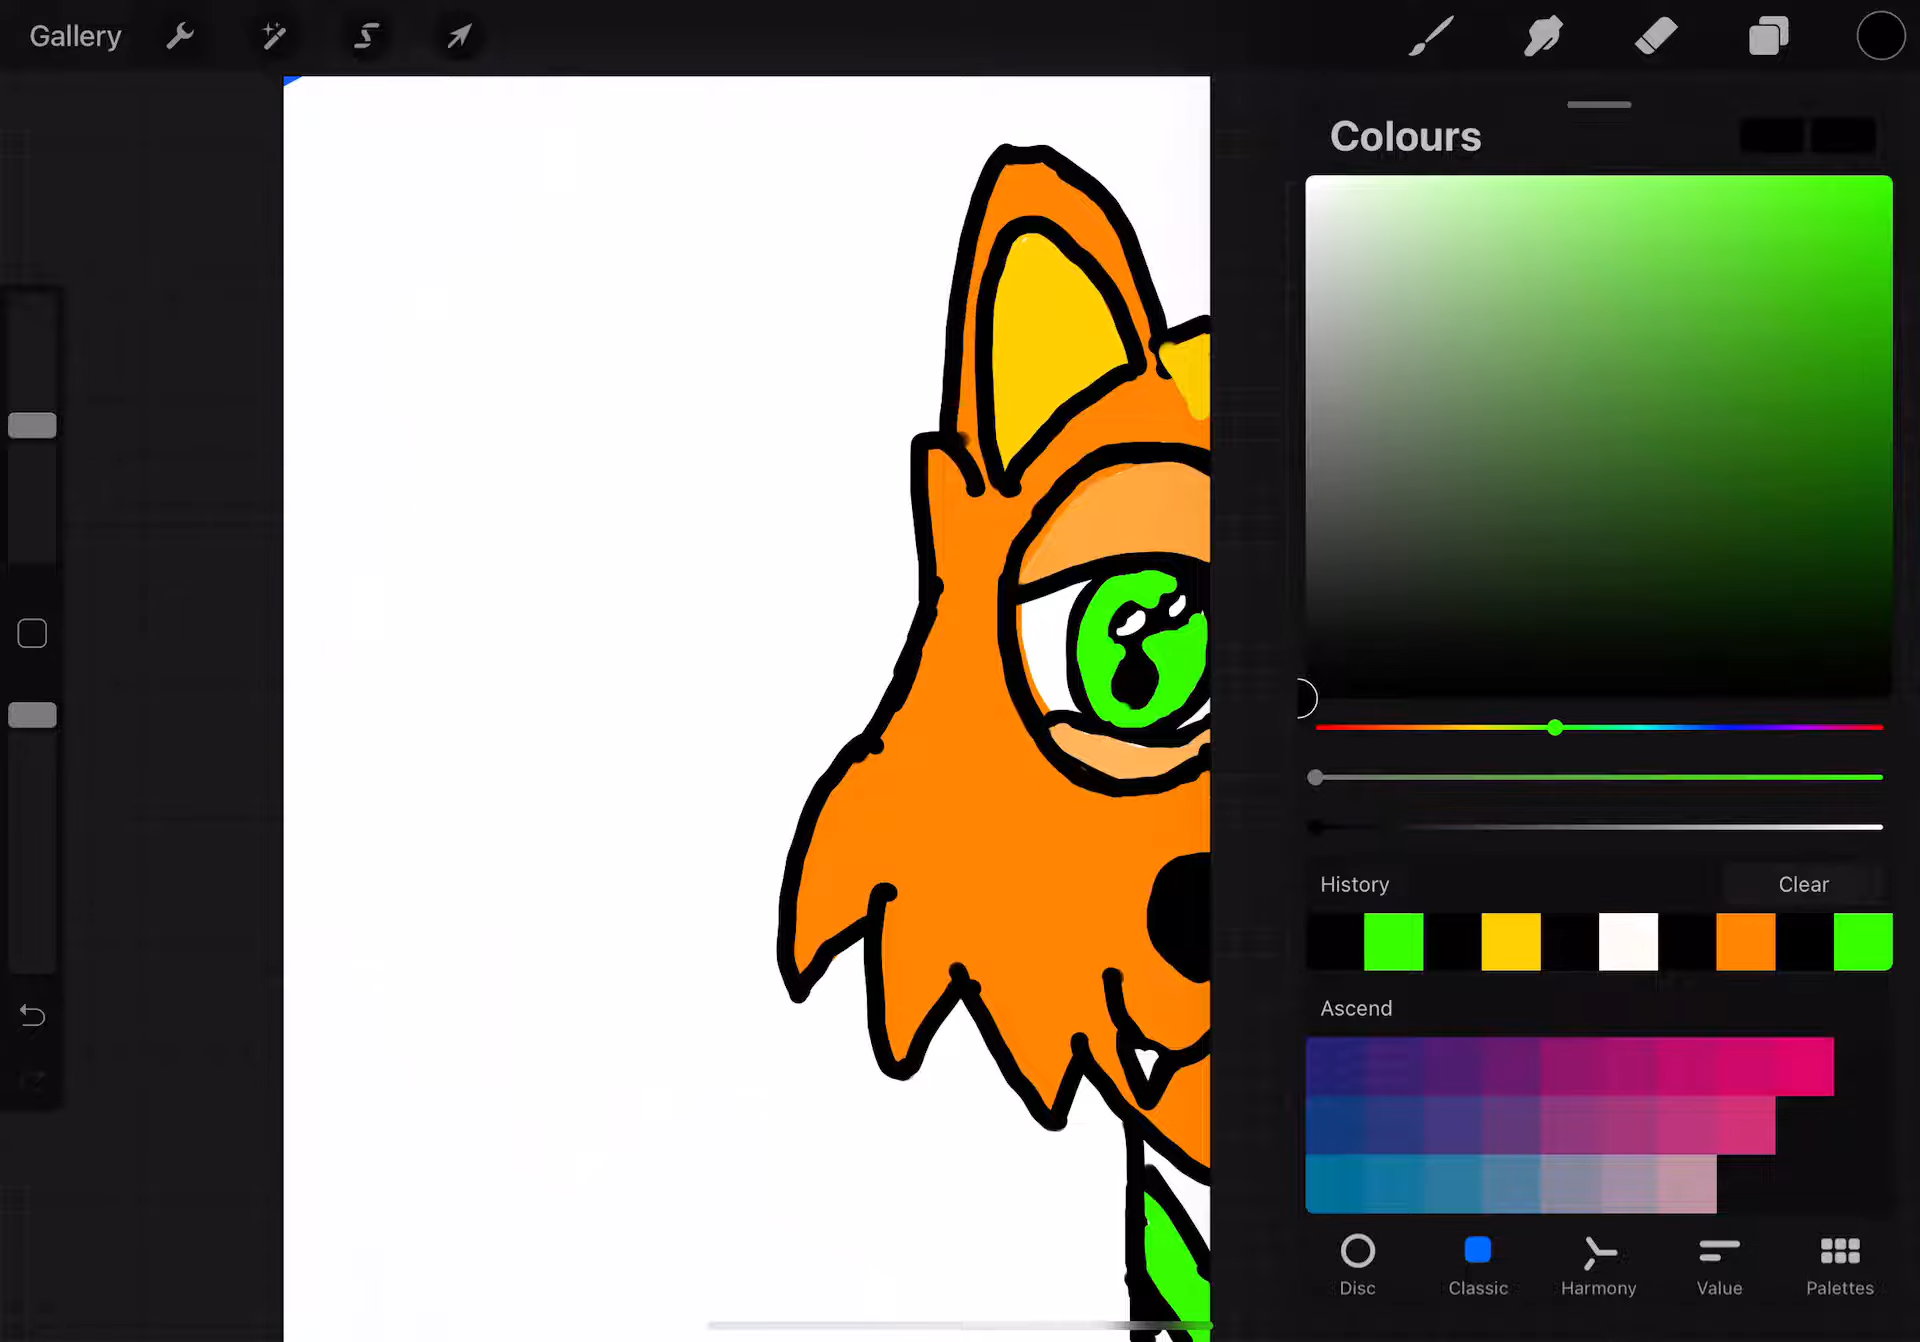 Gallery
Colours
History Clear
Ascend
Disc Classic Harmony Value Palettes